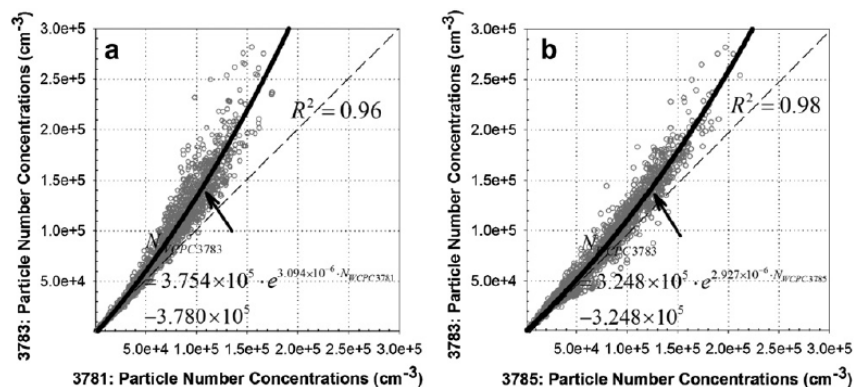 a
3783: Particle Number Concentrations (cm⁻³)
3.0e+5
2.5e+5
2.0e+5
1.5e+5
1.0e+5
5.0e+4
R² = 0.96
N_WCPC3783
= 3.754×10⁵ · e^(3.094×10⁻⁶ · N_WCPC3781)
−3.780×10⁵
5.0e+4 1.0e+5 1.5e+5 2.0e+5 2.5e+5 3.0e+5
3781: Particle Number Concentrations (cm⁻³)
b
3783: Particle Number Concentrations (cm⁻³)
3.0e+5
2.5e+5
2.0e+5
1.5e+5
1.0e+5
5.0e+4
R² = 0.98
N_WCPC3783
= 3.248×10⁵ · e^(2.927×10⁻⁶ · N_WCPC3785)
−3.248×10⁵
5.0e+4 1.0e+5 1.5e+5 2.0e+5 2.5e+5 3.0e+5
3785: Particle Number Concentrations (cm⁻³)